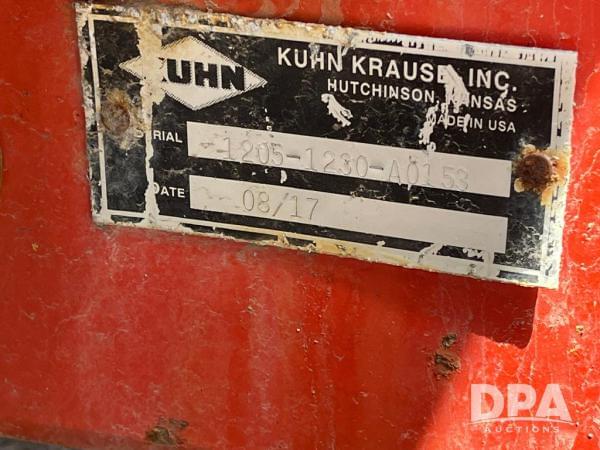 KUHN
KUHN KRAUSE, INC.
HUTCHINSON, KANSAS
MADE IN USA
SERIAL 1205-1230-A0153
DATE 08/17
DPA
AUCTIONS